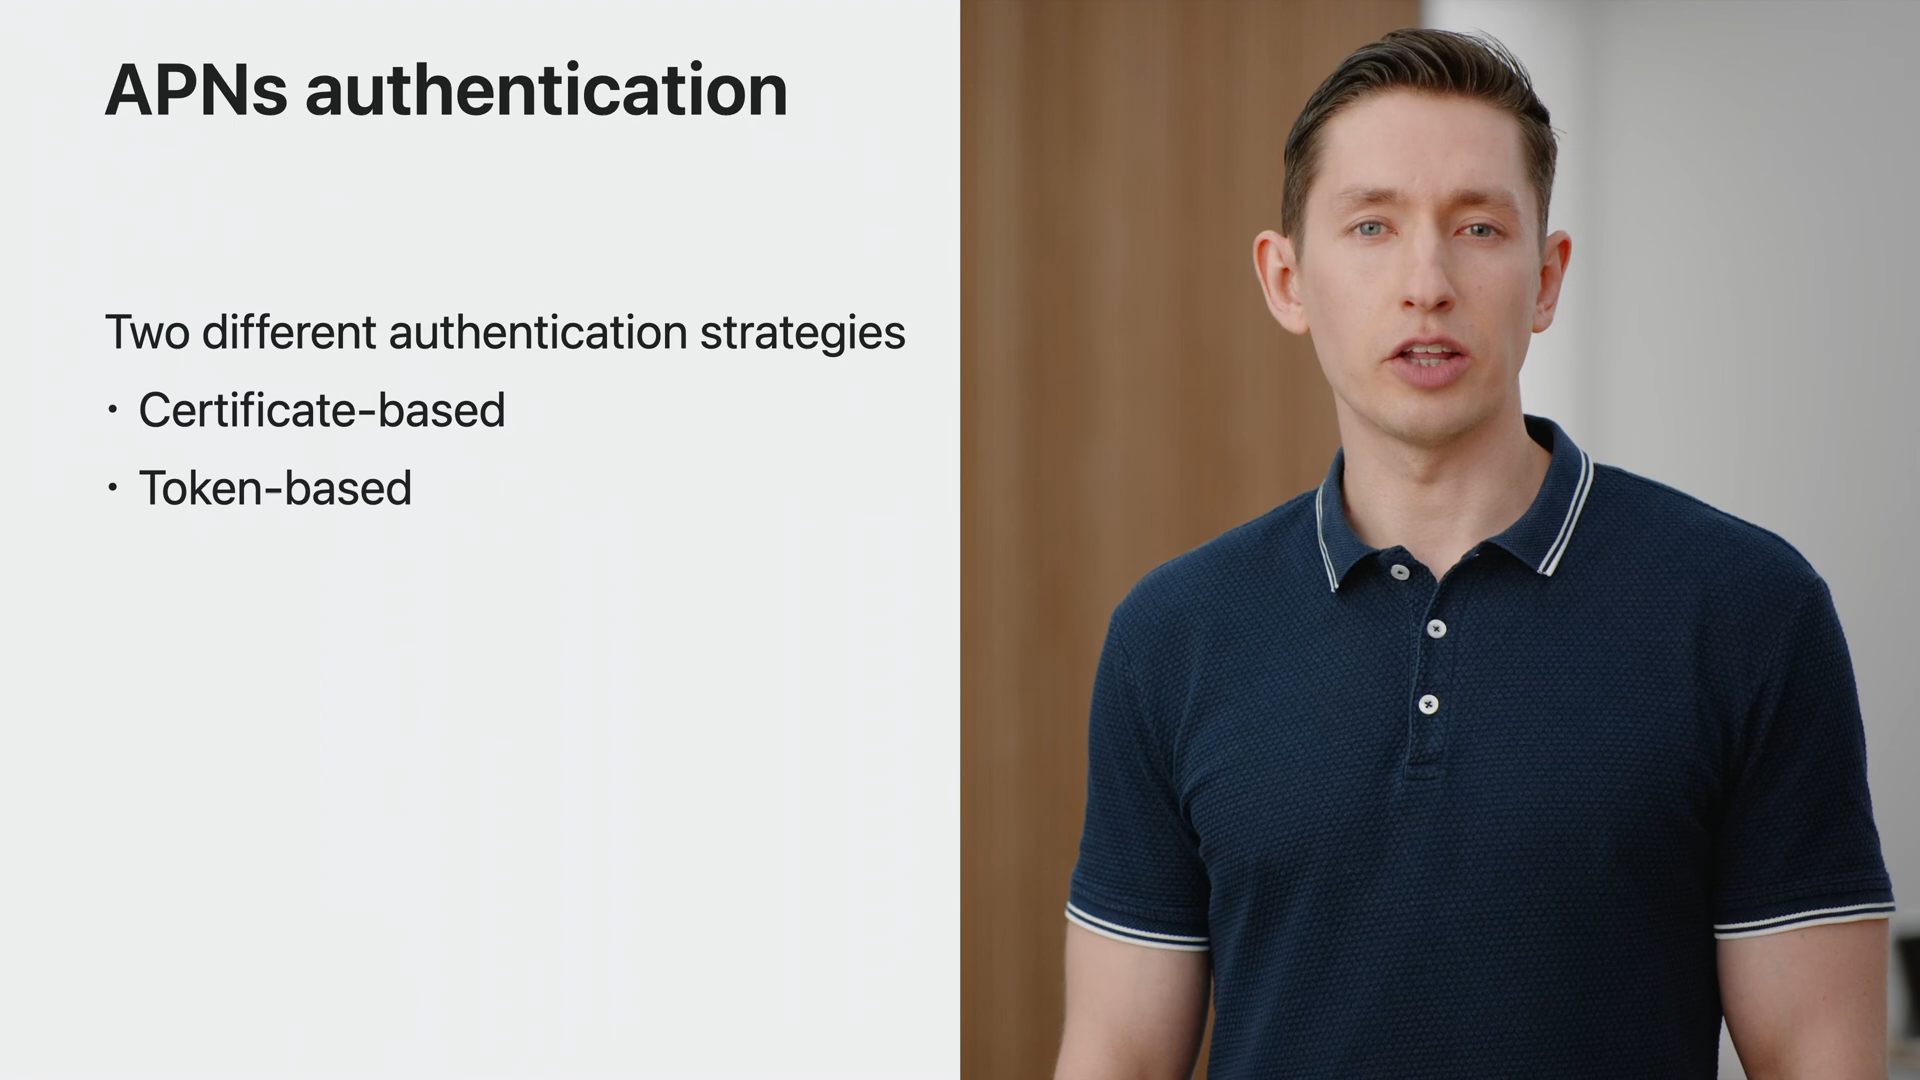 APNs authentication
Two different authentication strategies
• Certificate-based
• Token-based